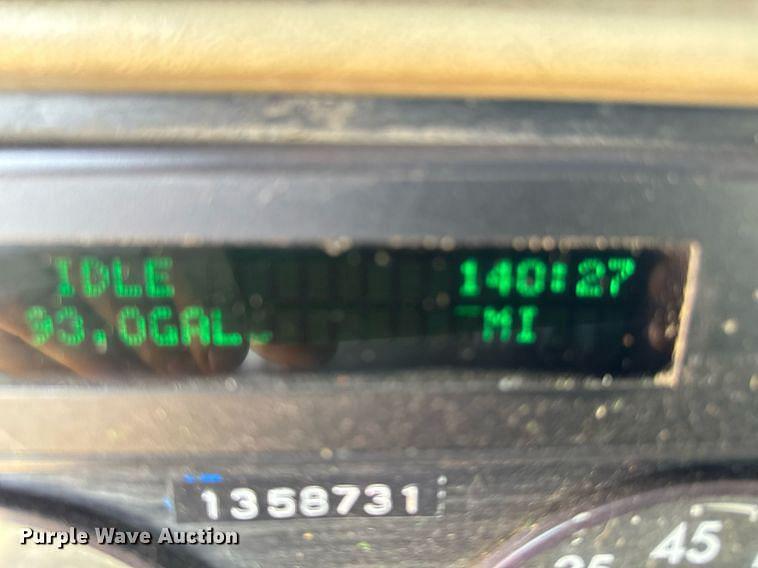 IDLE 140:27
93.0GAL MI
1358731
45
Purple Wave Auction